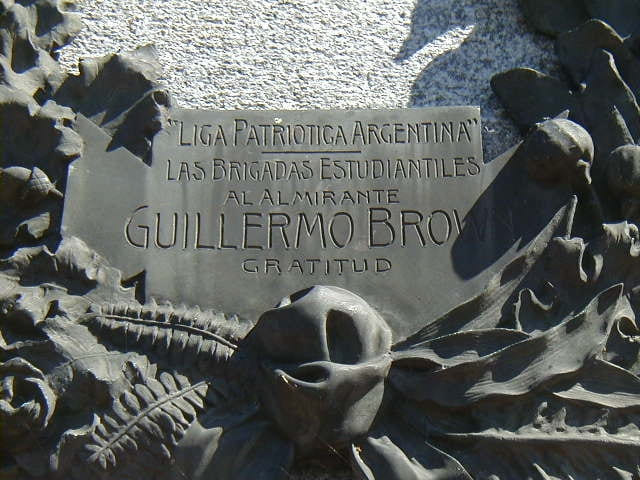 "LIGA PATRIOTICA ARGENTINA"
LAS BRIGADAS ESTUDIANTILES
AL ALMIRANTE
GUILLERMO BROWN
GRATITUD